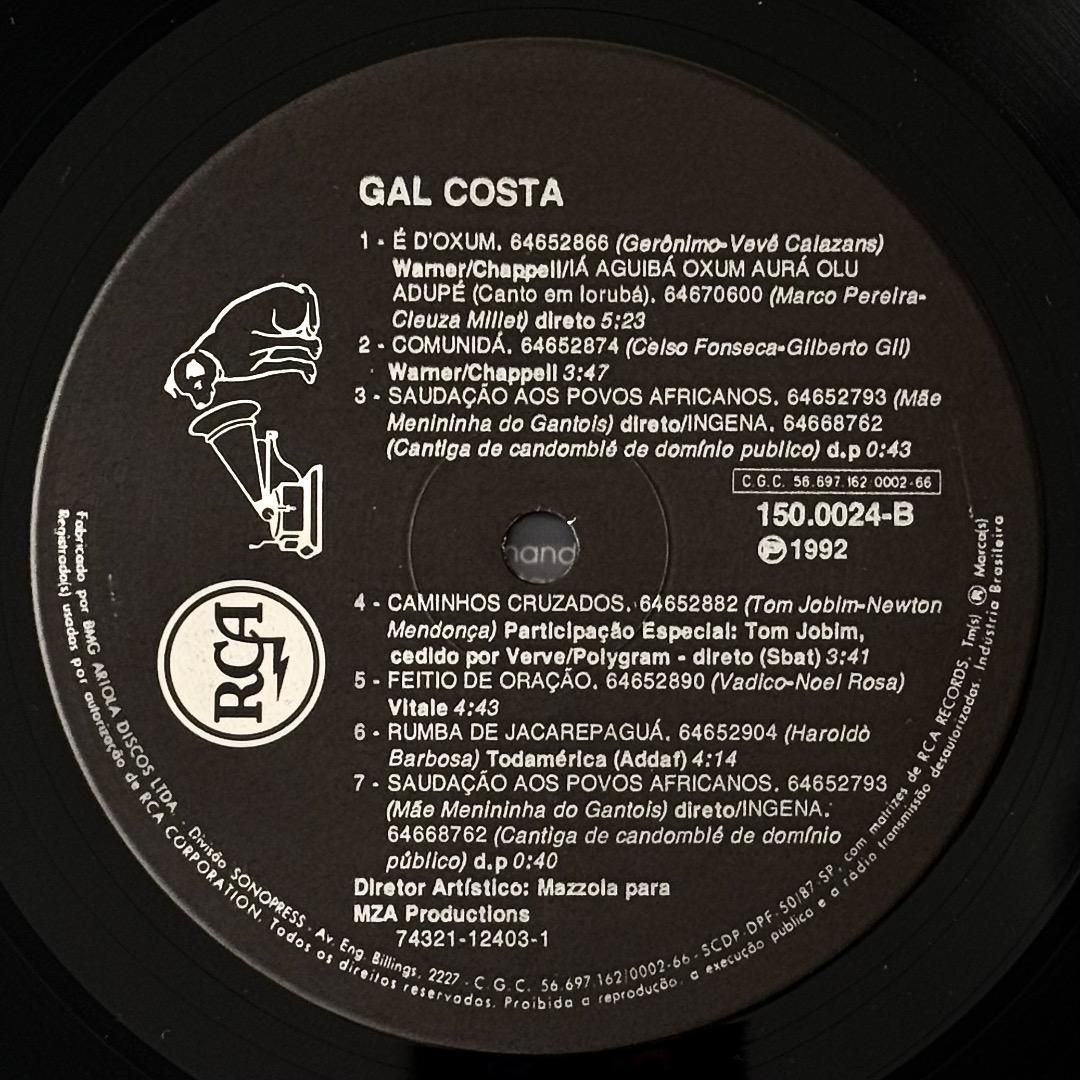 GAL COSTA
1 - É D'OXUM. 64652866 (Gerônimo-Vevê Calazans)
Warner/Chappell/IÁ AGUIBÁ OXUM AURÁ OLU
ADUPÉ (Canto em Iorubá). 64670600 (Marco Pereira-
Cleuza Millet) direto 5:23
2 - COMUNIDÁ. 64652874 (Celso Fonseca-Gilberto Gil)
Warner/Chappell 3:47
3 - SAUDAÇÃO AOS POVOS AFRICANOS. 64652793 (Mãe
Menininha do Gantois) direto/INGENA. 64668762
(Cantiga de candomblé de domínio publico) d.p 0:43
C.G.C. 56.697.162/0002-66
150.0024-B
℗ 1992
hand
4 - CAMINHOS CRUZADOS. 64652882 (Tom Jobim-Newton
Mendonça) Participação Especial: Tom Jobim,
cedido por Verve/Polygram - direto (Sbat) 3:41
5 - FEITIO DE ORAÇÃO. 64652890 (Vadico-Noel Rosa)
Vitale 4:43
6 - RUMBA DE JACAREPAGUÁ. 64652904 (Haroldo
Barbosa) Todamérica (Addaf) 4:14
7 - SAUDAÇÃO AOS POVOS AFRICANOS. 64652793
(Mãe Menininha do Gantois) direto/INGENA.
64668762 (Cantiga de candomblé de domínio
público) d.p 0:40
Diretor Artístico: Mazzola para
MZA Productions
74321-12403-1
RCA
Fabricado por BMG ARIOLA DISCOS LTDA. - Divisão SONOPRESS - Av. Eng. Billings, 2227 - C.G.C. 56.697.162/0002-66 - SCDP. DPF. 50/87.SP, com matrizes de RCA RECORDS, Tm(s) ® Marca(s)
Registrada(s) usadas por autorização de RCA CORPORATION. Todos os direitos reservados. Proibida a reprodução, a execução pública e a rádio transmissão desautorizadas. Indústria Brasileira